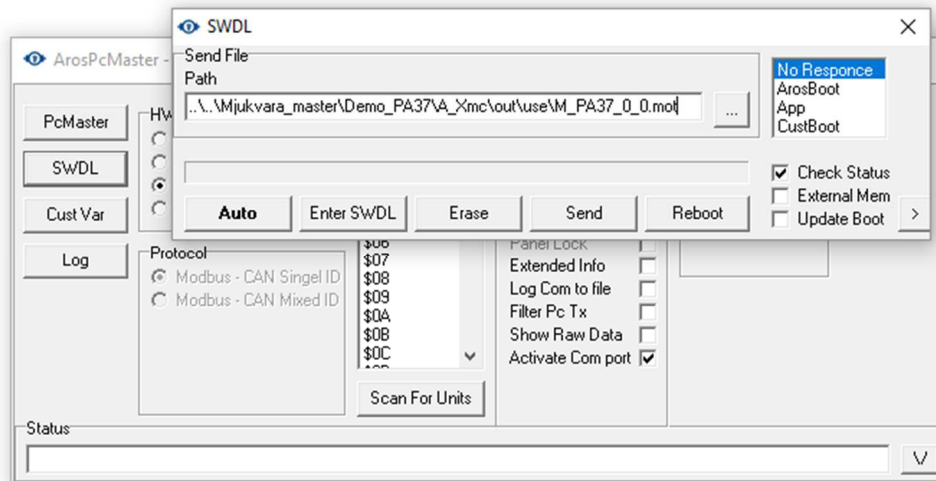 SWDL
ArosPcMaster -
Send File
Path
..\..\Mjukvara_master\Demo_PA37\A_Xmc\out\use\M_PA37_0_0.mot
...
No Responce
ArosBoot
App
CustBoot
Check Status
External Mem
Update Boot
>
Auto
Enter SWDL
Erase
Send
Reboot
PcMaster
SWDL
Cust Var
Log
HW
Protocol
Modbus - CAN Singel ID
Modbus - CAN Mixed ID
$06
$07
$08
$09
$0A
$0B
$0C
Scan For Units
Panel Lock
Extended Info
Log Com to file
Filter Pc Tx
Show Raw Data
Activate Com port
Status
\/